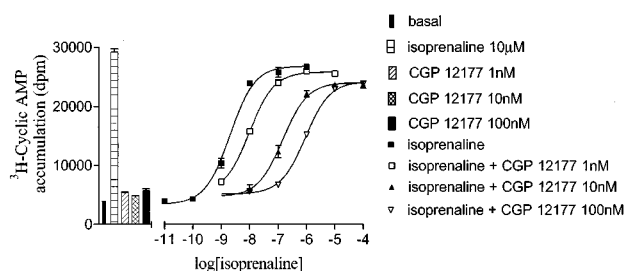 ³H-Cyclic AMP
accumulation (dpm)
30000
20000
10000
0
-11 -10 -9 -8 -7 -6 -5 -4
log[isoprenaline]
basal
isoprenaline 10µM
CGP 12177 1nM
CGP 12177 10nM
CGP 12177 100nM
isoprenaline
isoprenaline + CGP 12177 1nM
isoprenaline + CGP 12177 10nM
isoprenaline + CGP 12177 100nM